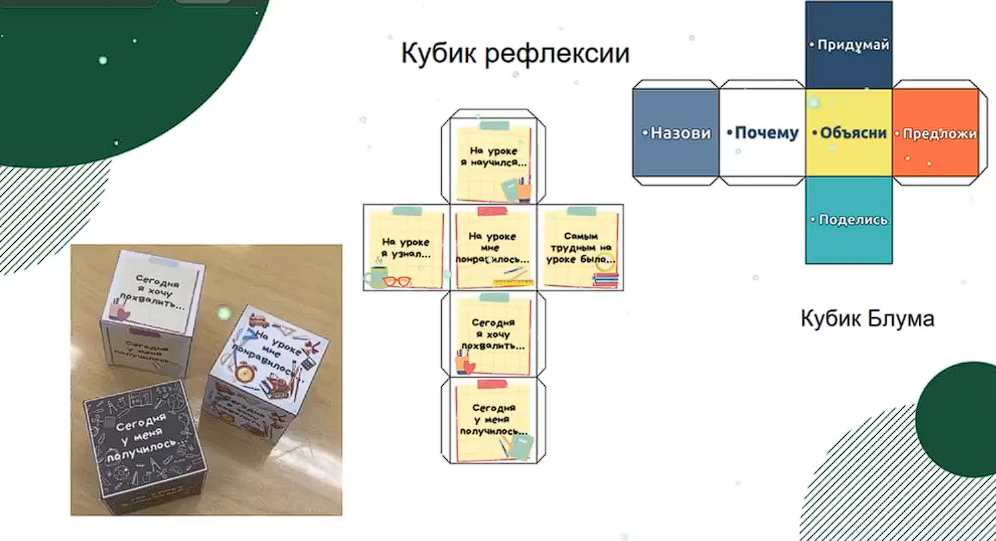 Кубик рефлексии
• Придумай
• Назови
• Почему
• Объясни
• Предложи
• Поделись
Кубик Блума
На уроке
я научился...
На уроке
я узнал...
На уроке
мне
понравилось...
Самым
трудным на
уроке было...
Сегодня
я хочу
похвалить...
Сегодня
у меня
получилось...
Сегодня
я хочу
похвалить...
Сегодня
у меня
получилось...
На уроке
мне
понравилось...
Сегодня
у меня
получилось...